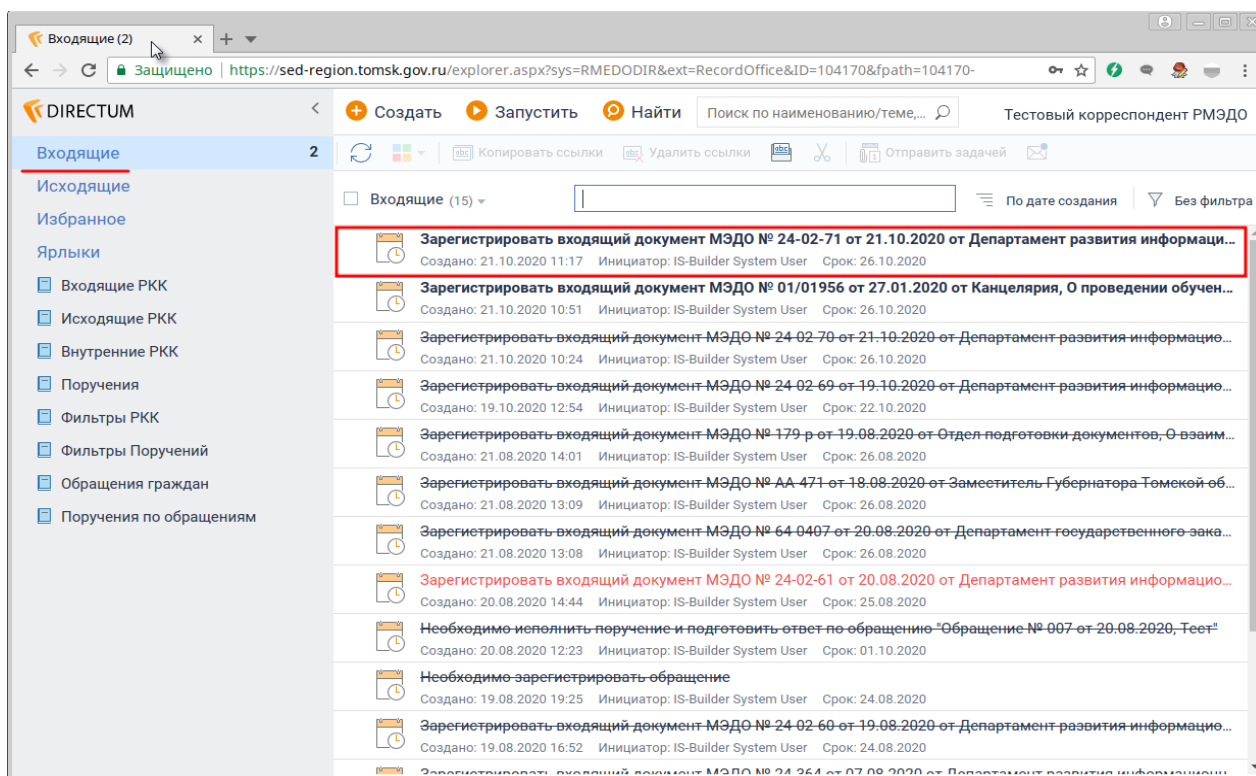 Входящие (2)
Защищено | https://sed-region.tomsk.gov.ru/explorer.aspx?sys=RMEDODIR&ext=RecordOffice&ID=104170&fpath=104170-
DIRECTUM
Создать Запустить Найти Поиск по наименованию/теме,... Тестовый корреспондент РМЭДО
Входящие 2
Исходящие
Избранное
Ярлыки
Входящие РКК
Исходящие РКК
Внутренние РКК
Поручения
Фильтры РКК
Фильтры Поручений
Обращения граждан
Поручения по обращениям
abc Копировать ссылки abc Удалить ссылки abc Отправить задачей
Входящие (15) По дате создания Без фильтра
Зарегистрировать входящий документ МЭДО № 24-02-71 от 21.10.2020 от Департамент развития информаци...
Создано: 21.10.2020 11:17 Инициатор: IS-Builder System User Срок: 26.10.2020
Зарегистрировать входящий документ МЭДО № 01/01956 от 27.01.2020 от Канцелярия, О проведении обучен...
Создано: 21.10.2020 10:51 Инициатор: IS-Builder System User Срок: 26.10.2020
Зарегистрировать входящий документ МЭДО № 24-02-70 от 21.10.2020 от Департамент развития информацио...
Создано: 21.10.2020 10:24 Инициатор: IS-Builder System User Срок: 26.10.2020
Зарегистрировать входящий документ МЭДО № 24-02-69 от 19.10.2020 от Департамент развития информацио...
Создано: 19.10.2020 12:54 Инициатор: IS-Builder System User Срок: 22.10.2020
Зарегистрировать входящий документ МЭДО № 179-р от 19.08.2020 от Отдел подготовки документов, О взаим...
Создано: 21.08.2020 14:01 Инициатор: IS-Builder System User Срок: 26.08.2020
Зарегистрировать входящий документ МЭДО № АА-471 от 18.08.2020 от Заместитель Губернатора Томской об...
Создано: 21.08.2020 13:09 Инициатор: IS-Builder System User Срок: 26.08.2020
Зарегистрировать входящий документ МЭДО № 64-0407 от 20.08.2020 от Департамент государственного зака...
Создано: 21.08.2020 13:08 Инициатор: IS-Builder System User Срок: 26.08.2020
Зарегистрировать входящий документ МЭДО № 24-02-61 от 20.08.2020 от Департамент развития информацио...
Создано: 20.08.2020 14:44 Инициатор: IS-Builder System User Срок: 25.08.2020
Необходимо исполнить поручение и подготовить ответ по обращению "Обращение № 007 от 20.08.2020, Тест"
Создано: 20.08.2020 12:23 Инициатор: IS-Builder System User Срок: 01.10.2020
Необходимо зарегистрировать обращение
Создано: 19.08.2020 19:25 Инициатор: IS-Builder System User Срок: 24.08.2020
Зарегистрировать входящий документ МЭДО № 24-02-60 от 19.08.2020 от Департамент развития информацио...
Создано: 19.08.2020 16:52 Инициатор: IS-Builder System User Срок: 24.08.2020
Зарегистрировать входящий документ МЭДО № 24-364 от 07.08.2020 от Департамент развития